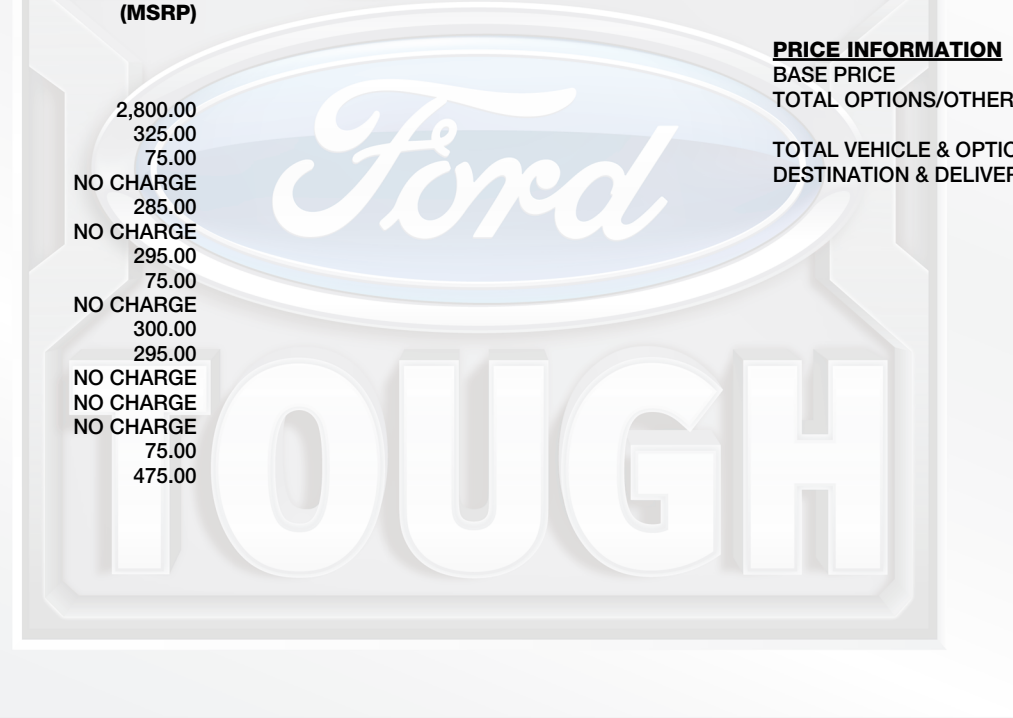 (MSRP)
2,800.00
325.00
75.00
NO CHARGE
285.00
NO CHARGE
295.00
75.00
NO CHARGE
300.00
295.00
NO CHARGE
NO CHARGE
NO CHARGE
75.00
475.00
PRICE INFORMATION
BASE PRICE
TOTAL OPTIONS/OTHER
TOTAL VEHICLE & OPTIO
DESTINATION & DELIVER
Ford
TOUGH